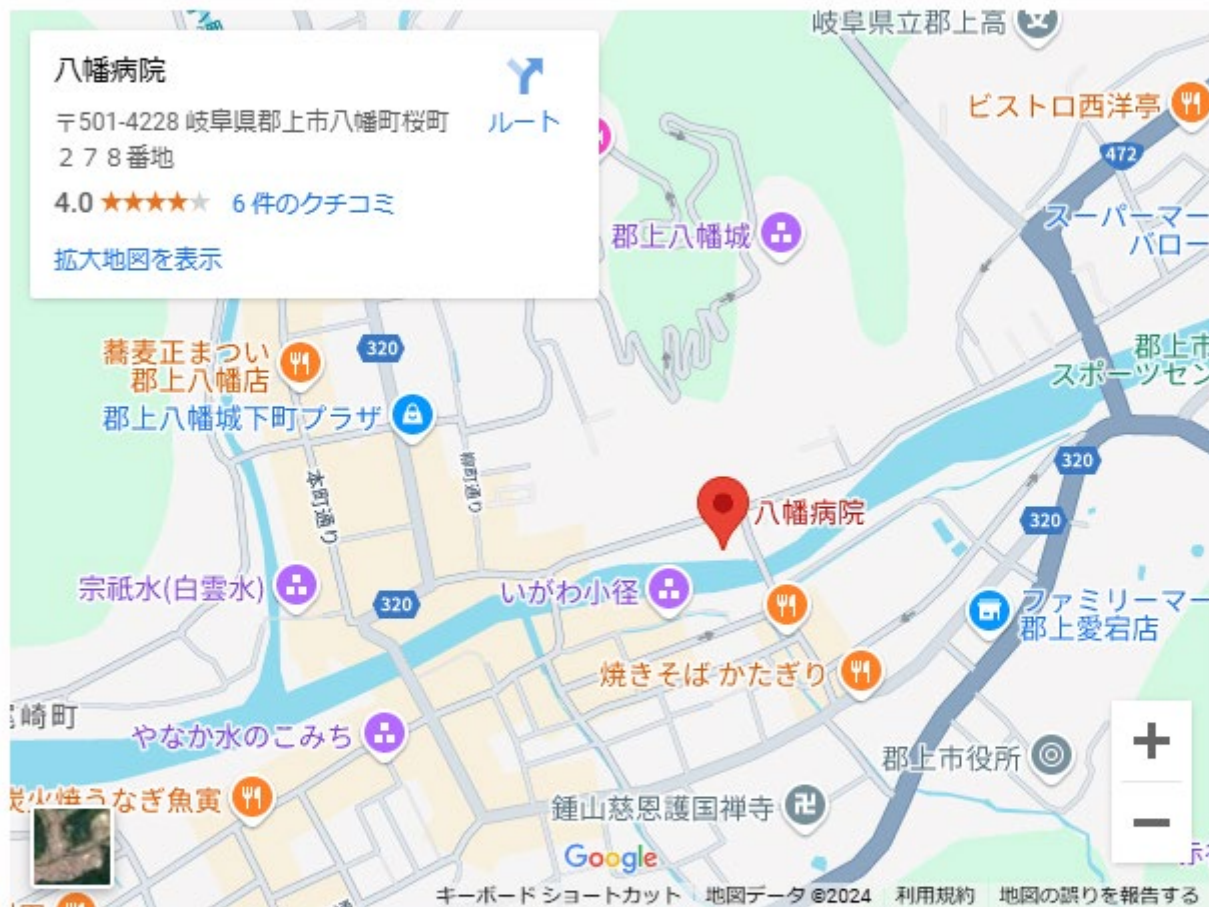 八幡病院
〒501-4228 岐阜県郡上市八幡町桜町
２７８番地
ルート
4.0 ★★★★★ 6 件のクチコミ
拡大地図を表示
岐阜県立郡上高
ビストロ西洋亭
472
スーパーマー
バロー
郡上八幡城
郡上市
スポーツセン
蕎麦正まつい
郡上八幡店
320
郡上八幡城下町プラザ
本町通り
柳町通り
320
320
八幡病院
宗祇水(白雲水)
320
いがわ小径
ファミリーマー
郡上愛宕店
焼きそば かたぎり
崎町
やなか水のこみち
郡上市役所
炭火焼うなぎ魚寅
鍾山慈恩護国禅寺
+
−
Google
キーボード ショートカット
地図データ ©2024
利用規約
地図の誤りを報告する